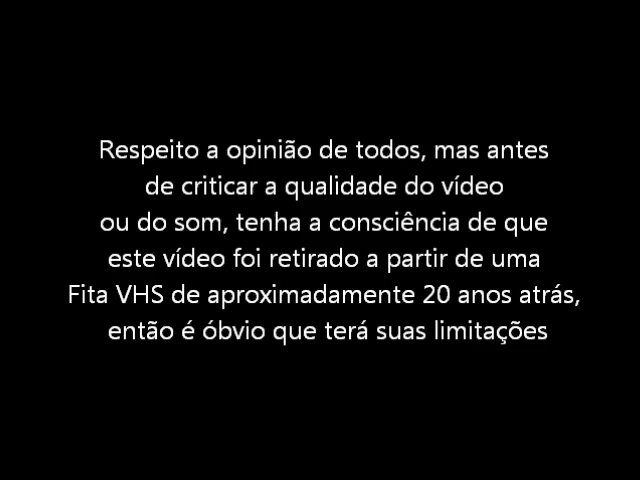 Respeito a opinião de todos, mas antes
de criticar a qualidade do vídeo
ou do som, tenha a consciência de que
este vídeo foi retirado a partir de uma
Fita VHS de aproximadamente 20 anos atrás,
então é óbvio que terá suas limitações